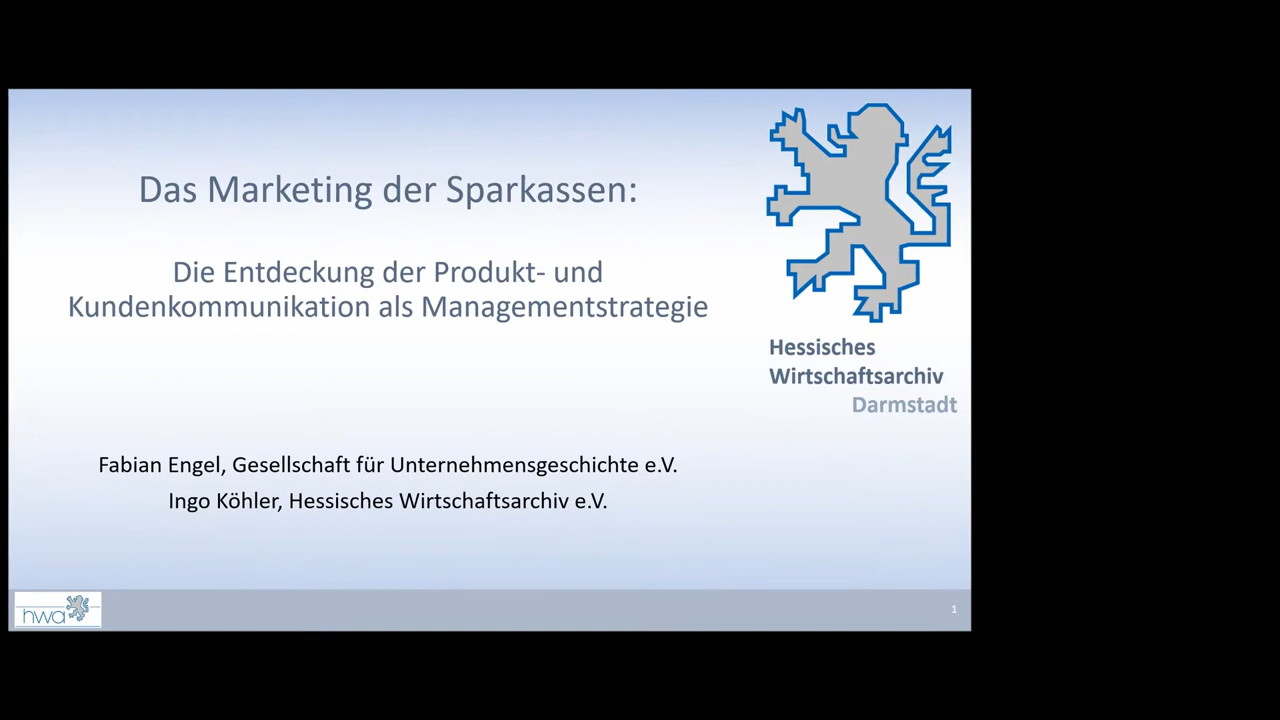 Das Marketing der Sparkassen:
Die Entdeckung der Produkt- und
Kundenkommunikation als Managementstrategie
Hessisches
Wirtschaftsarchiv
Darmstadt
Fabian Engel, Gesellschaft für Unternehmensgeschichte e.V.
Ingo Köhler, Hessisches Wirtschaftsarchiv e.V.
hwa
1